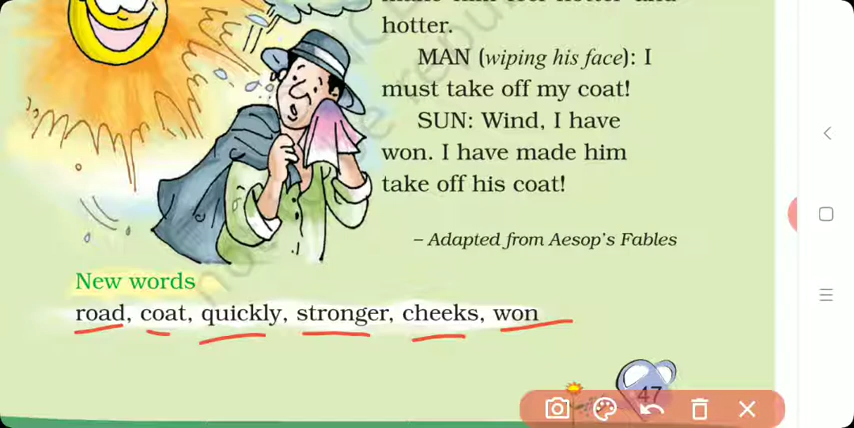 hotter.
MAN (wiping his face): I
must take off my coat!
SUN: Wind, I have
won. I have made him
take off his coat!
– Adapted from Aesop's Fables
New words
road, coat, quickly, stronger, cheeks, won
47